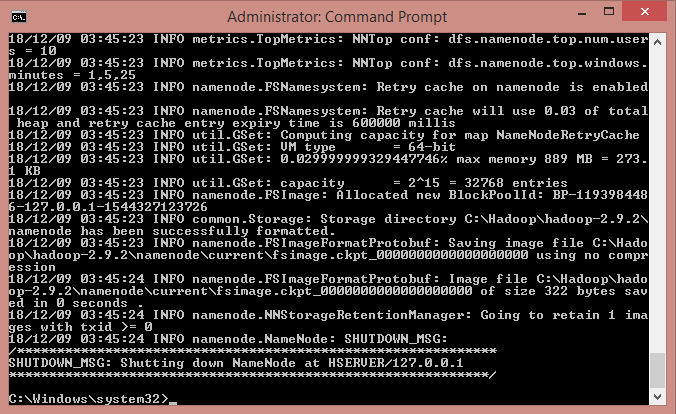 Administrator: Command Prompt
18/12/09 03:45:23 INFO metrics.TopMetrics: NNTop conf: dfs.namenode.top.num.user
s = 10
18/12/09 03:45:23 INFO metrics.TopMetrics: NNTop conf: dfs.namenode.top.windows.
minutes = 1,5,25
18/12/09 03:45:23 INFO namenode.FSNamesystem: Retry cache on namenode is enabled
18/12/09 03:45:23 INFO namenode.FSNamesystem: Retry cache will use 0.03 of total
heap and retry cache entry expiry time is 600000 millis
18/12/09 03:45:23 INFO util.GSet: Computing capacity for map NameNodeRetryCache
18/12/09 03:45:23 INFO util.GSet: VM type       = 64-bit
18/12/09 03:45:23 INFO util.GSet: 0.029999999329447746% max memory 889 MB = 273.
1 KB
18/12/09 03:45:23 INFO util.GSet: capacity      = 2^15 = 32768 entries
18/12/09 03:45:23 INFO namenode.FSImage: Allocated new BlockPoolId: BP-119398448
6-127.0.0.1-1544327123726
18/12/09 03:45:23 INFO common.Storage: Storage directory C:\Hadoop\hadoop-2.9.2\
namenode has been successfully formatted.
18/12/09 03:45:23 INFO namenode.FSImageFormatProtobuf: Saving image file C:\Hado
op\hadoop-2.9.2\namenode\current\fsimage.ckpt_0000000000000000000 using no compr
ession
18/12/09 03:45:24 INFO namenode.FSImageFormatProtobuf: Image file C:\Hadoop\hado
op-2.9.2\namenode\current\fsimage.ckpt_0000000000000000000 of size 322 bytes sav
ed in 0 seconds .
18/12/09 03:45:24 INFO namenode.NNStorageRetentionManager: Going to retain 1 ima
ges with txid >= 0
18/12/09 03:45:24 INFO namenode.NameNode: SHUTDOWN_MSG:
/************************************************************
SHUTDOWN_MSG: Shutting down NameNode at HSERVER/127.0.0.1
************************************************************/
C:\Windows\system32>_